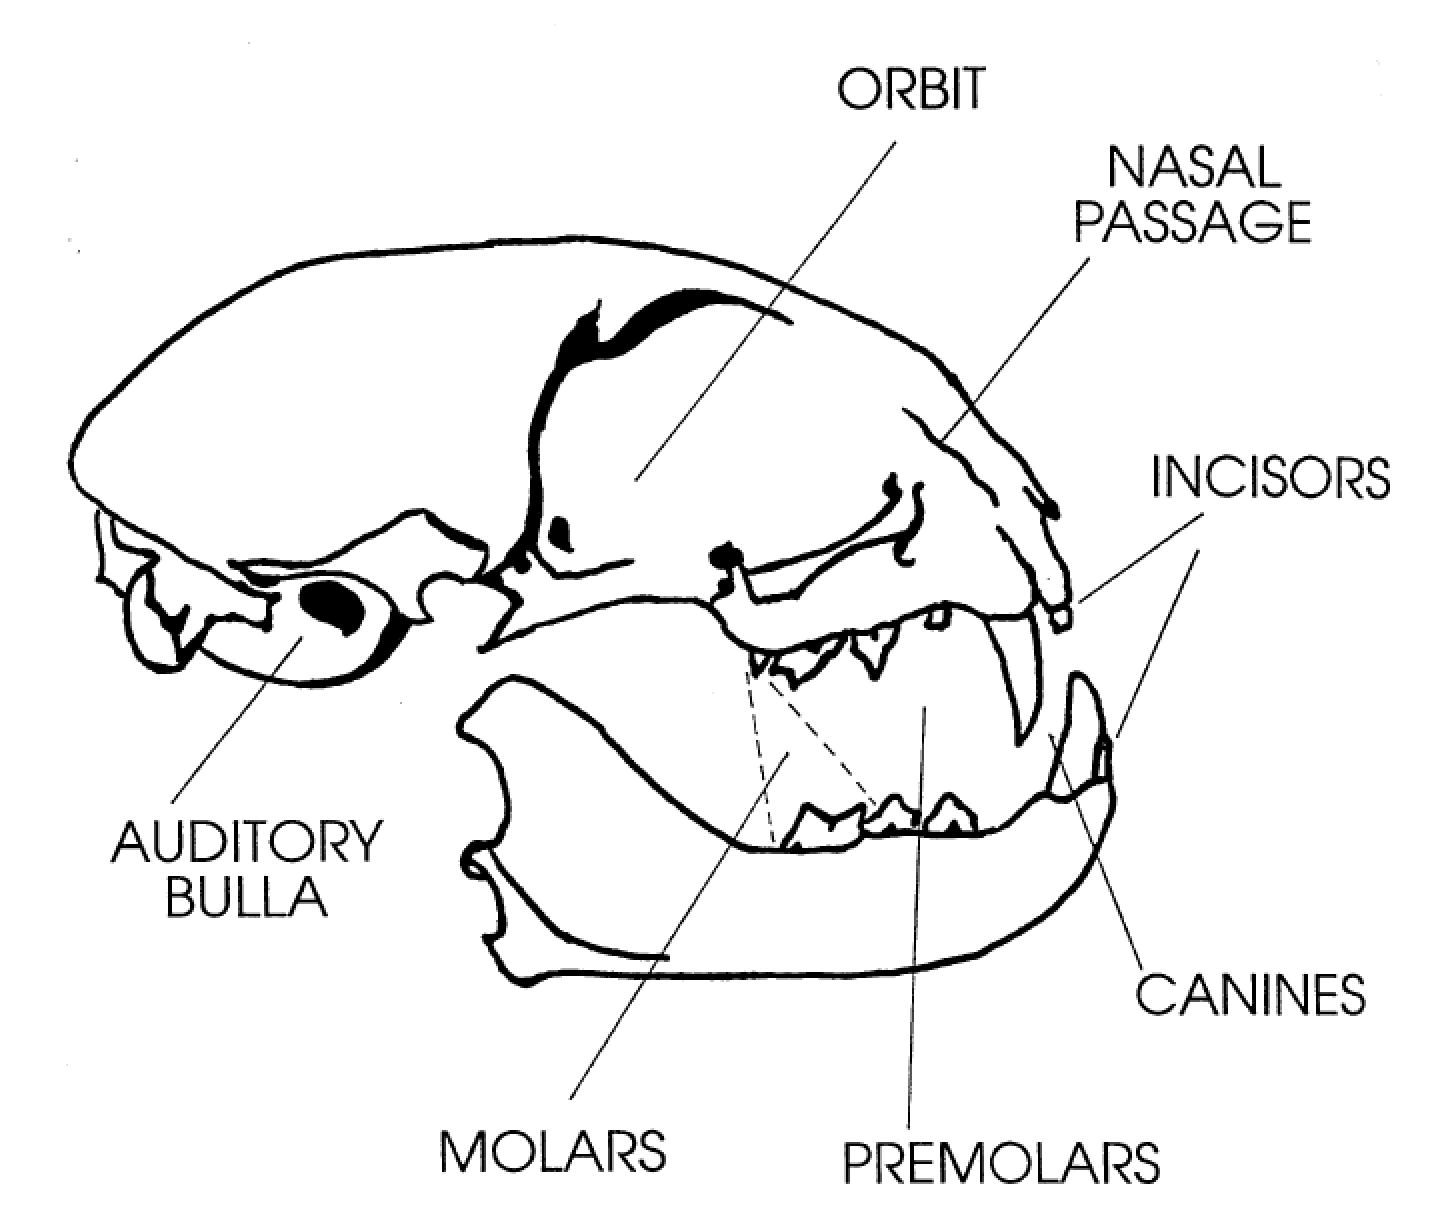 ORBIT
NASAL
PASSAGE
INCISORS
AUDITORY
BULLA
CANINES
MOLARS
PREMOLARS